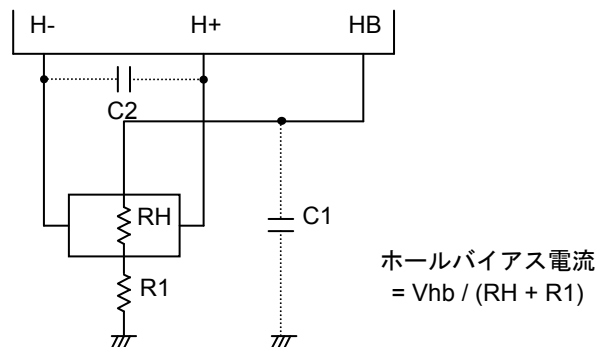 H- H+ HB
C2
RH
C1
R1
ホールバイアス電流
= Vhb / (RH + R1)